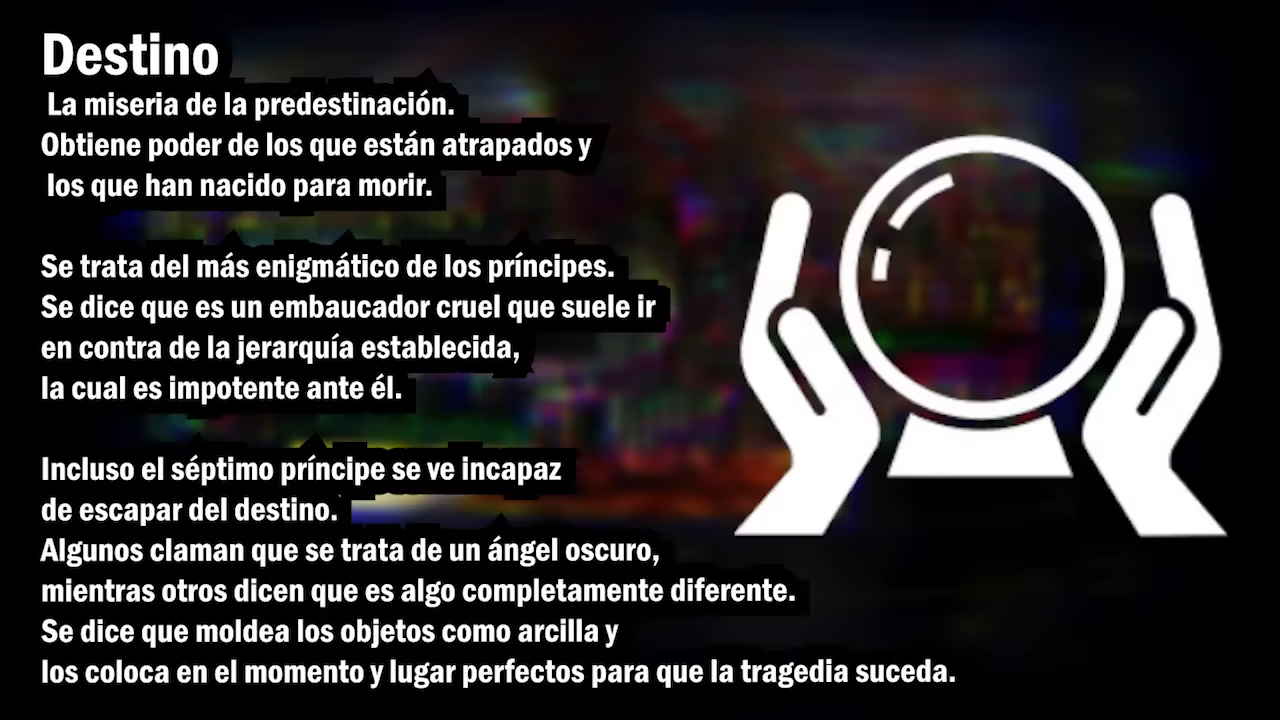 Destino
La miseria de la predestinación.
Obtiene poder de los que están atrapados y
los que han nacido para morir.
Se trata del más enigmático de los príncipes.
Se dice que es un embaucador cruel que suele ir
en contra de la jerarquía establecida,
la cual es impotente ante él.
Incluso el séptimo príncipe se ve incapaz
de escapar del destino.
Algunos claman que se trata de un ángel oscuro,
mientras otros dicen que es algo completamente diferente.
Se dice que moldea los objetos como arcilla y
los coloca en el momento y lugar perfectos para que la tragedia suceda.